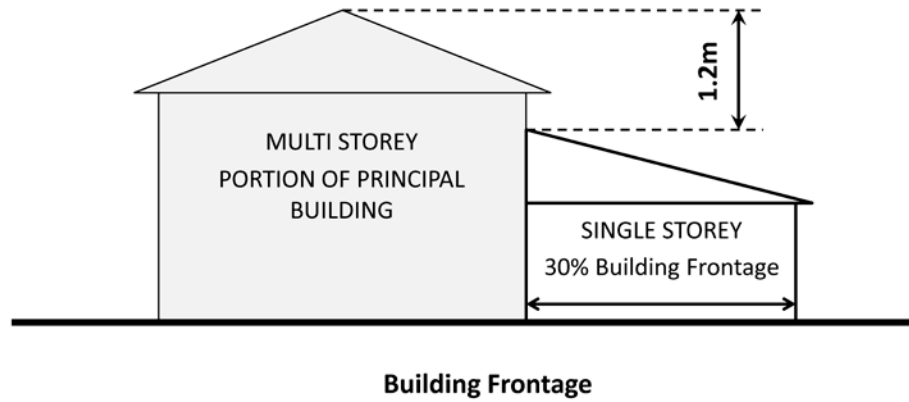 1.2m
MULTI STOREY
PORTION OF PRINCIPAL
BUILDING
SINGLE STOREY
30% Building Frontage
Building Frontage